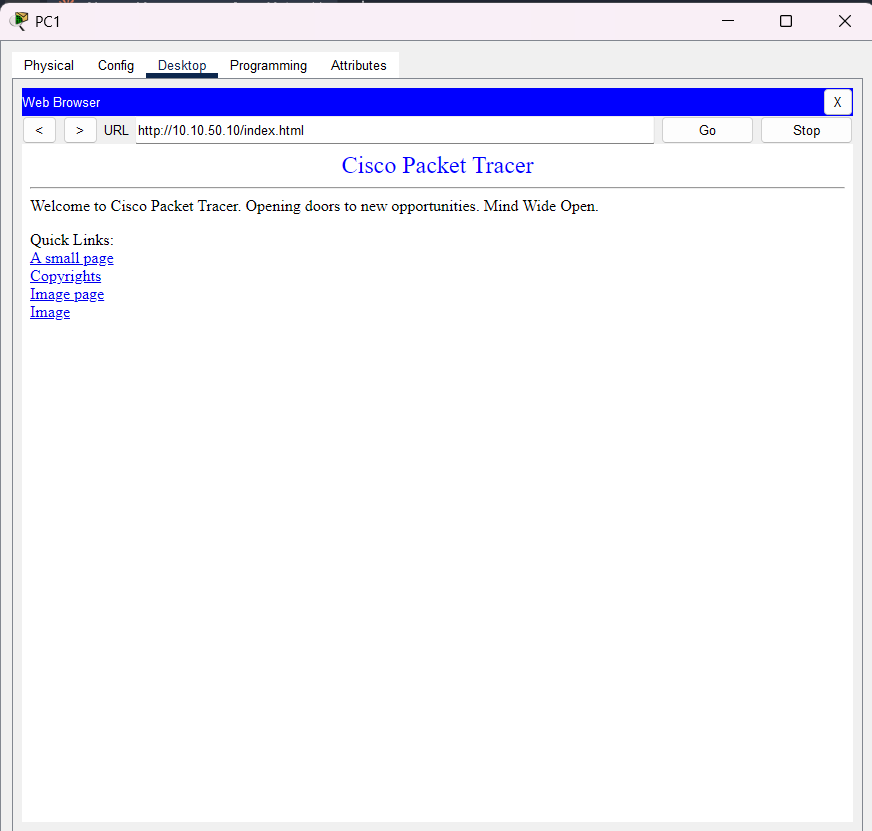 PC1
Physical Config Desktop Programming Attributes
Web Browser X
< > URL http://10.10.50.10/index.html Go Stop
Cisco Packet Tracer
Welcome to Cisco Packet Tracer. Opening doors to new opportunities. Mind Wide Open.
Quick Links:
A small page
Copyrights
Image page
Image